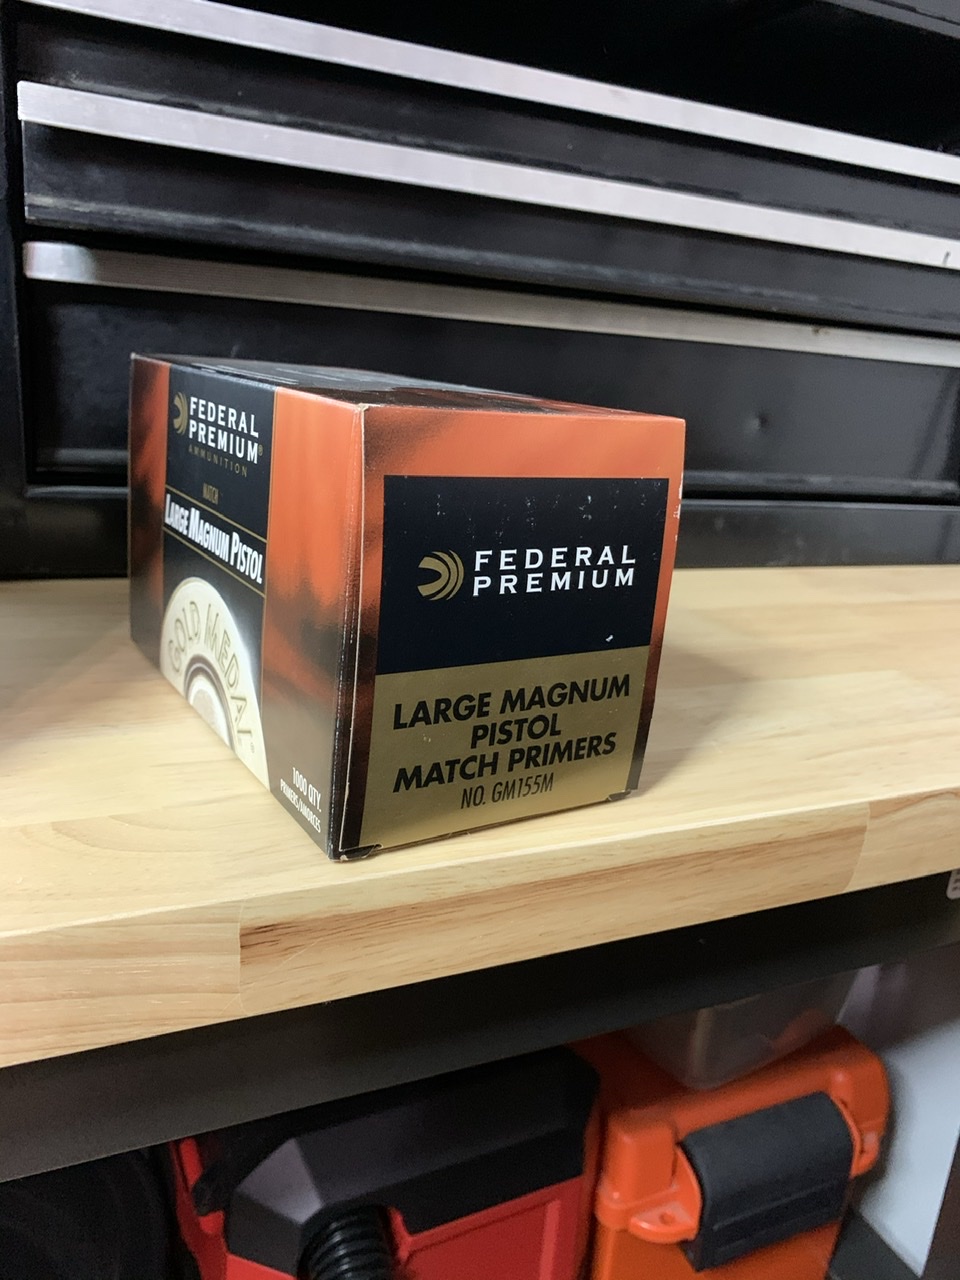 FEDERAL
PREMIUM®
AMMUNITION
MATCH
LARGE MAGNUM PISTOL
GOLD MEDAL®
1000 QTY.
PRIMERS/AMORCES
FEDERAL
PREMIUM
LARGE MAGNUM
PISTOL
MATCH PRIMERS
NO. GM155M